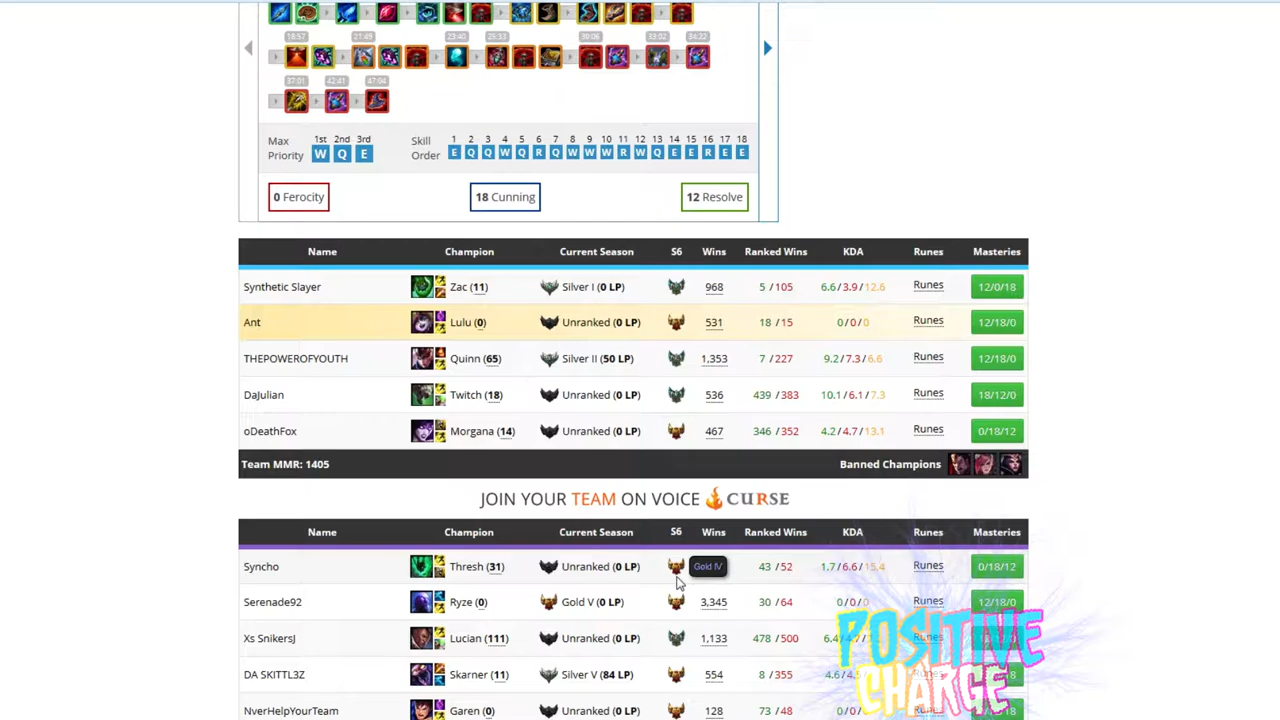 18:57 21:49 23:40 25:33 30:06 33:02 34:22
37:01 42:41 47:04
Max Priority 1st 2nd 3rd Skill Order 1 2 3 4 5 6 7 8 9 10 11 12 13 14 15 16 17 18
W Q E E Q Q W Q R Q W W W R W Q E E R E E
0 Ferocity 18 Cunning 12 Resolve
Name Champion Current Season S6 Wins Ranked Wins KDA Runes Masteries
Synthetic Slayer Zac (11) Silver I (0 LP) 968 5 / 105 6.6/3.9/12.6 Runes 12/0/18
Ant Lulu (0) Unranked (0 LP) 531 18 / 15 0/0/0 Runes 12/18/0
THEPOWEROFYOUTH Quinn (65) Silver II (50 LP) 1,353 7 / 227 9.2/7.3/6.6 Runes 12/18/0
DaJulian Twitch (18) Unranked (0 LP) 536 439 / 383 10.1/6.1/7.3 Runes 18/12/0
oDeathFox Morgana (14) Unranked (0 LP) 467 346 / 352 4.2/4.7/13.1 Runes 0/18/12
Team MMR: 1405 Banned Champions
JOIN YOUR TEAM ON VOICE CURSE
Name Champion Current Season S6 Wins Ranked Wins KDA Runes Masteries
Syncho Thresh (31) Unranked (0 LP) Gold IV 43 / 52 1.7/6.6/15.4 Runes 0/18/12
Serenade92 Ryze (0) Gold V (0 LP) 3,345 30 / 64 0/0/0 Runes 12/18/0
Xs SnikersJ Lucian (111) Unranked (0 LP) 1,133 478 / 500 Runes
DA SKITTL3Z Skarner (11) Silver V (84 LP) 554 8 / 355 Runes
NverHelpYourTeam Garen (0) Unranked (0 LP) 128 73 / 48 Runes
POSITIVE
CHARGE